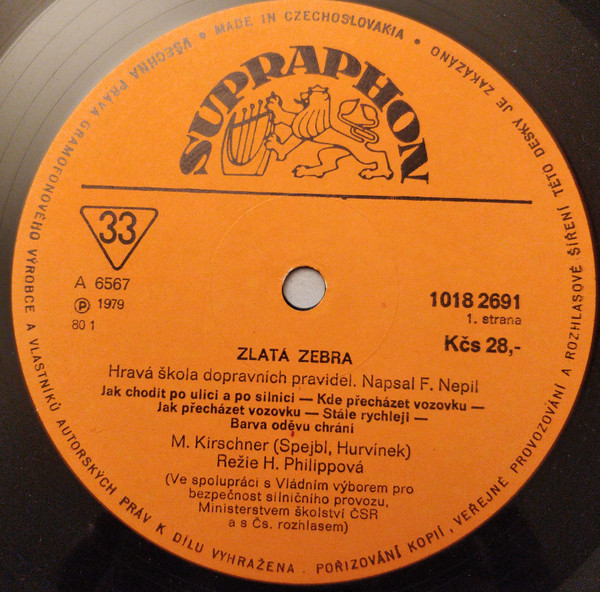 VŠECHNA PRÁVA GRAMOFONOVÉHO VÝROBCE A VLASTNÍKŮ AUTORSKÝCH PRÁV K DÍLU VYHRAŽENA. POŘIZOVÁNÍ KOPIÍ, VEŘEJNÉ PROVOZOVÁNÍ A ROZHLASOVÉ ŠÍŘENÍ TÉTO DESKY JE ZAKÁZÁNO • MADE IN CZECHOSLOVAKIA •
SUPRAPHON
33
A 6567
Ⓟ 1979
80 1
1018 2691
1. strana
Kčs 28,-
ZLATÁ ZEBRA
Hravá škola dopravních pravidel. Napsal F. Nepil
Jak chodit po ulici a po silnici — Kde přecházet vozovku —
Jak přecházet vozovku — Stále rychleji —
Barva oděvu chrání
M. Kirschner (Spejbl, Hurvínek)
Režie H. Philippová
(Ve spolupráci s Vládním výborem pro
bezpečnost silničního provozu,
Ministerstvem školství ČSR
a s Čs. rozhlasem)